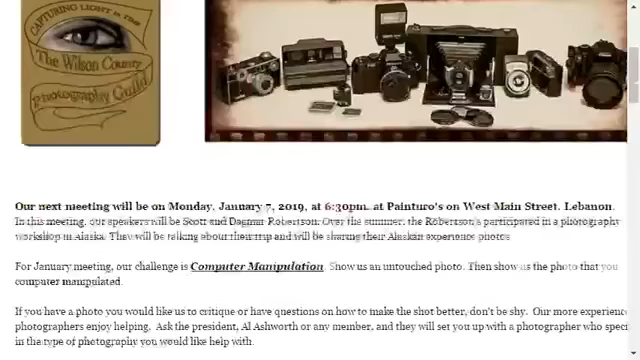 CAPTURING LIGHT in TIME
The Wilson County
Photography Guild
Our next meeting will be on Monday, January 7, 2019, at 6:30pm. at Painturo's on West Main Street, Lebanon.
In this meeting, our speakers will be Scott and Dagmar Robertson. Over the summer, the Robertson's participated in a photography
workshop in Alaska. They will be talking about their trip and will be sharing their Alaskan experience photos
For January meeting, our challenge is Computer Manipulation. Show us an untouched photo. Then show us the photo that you
computer manipulated.
If you have a photo you would like us to critique or have questions on how to make the shot better, don't be shy. Our more experienc
photographers enjoy helping. Ask the president, Al Ashworth or any member, and they will set you up with a photographer who speci
in the type of photography you would like help with.